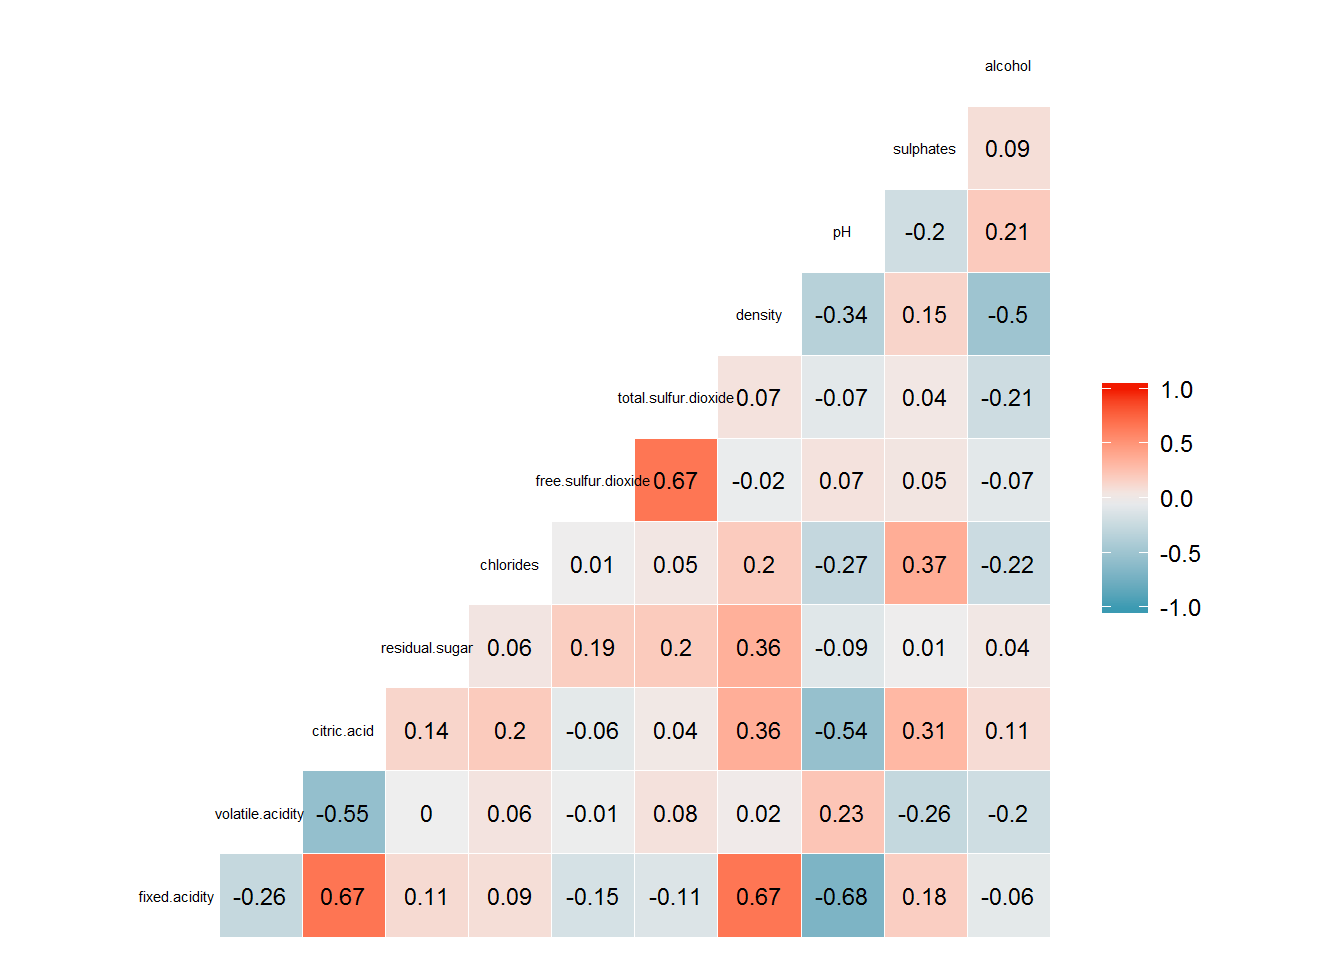 alcohol
sulphates 0.09
pH -0.2 0.21
density -0.34 0.15 -0.5
total.sulfur.dioxide 0.07 -0.07 0.04 -0.21
free.sulfur.dioxide 0.67 -0.02 0.07 0.05 -0.07
chlorides 0.01 0.05 0.2 -0.27 0.37 -0.22
residual.sugar 0.06 0.19 0.2 0.36 -0.09 0.01 0.04
citric.acid 0.14 0.2 -0.06 0.04 0.36 -0.54 0.31 0.11
volatile.acidity -0.55 0 0.06 -0.01 0.08 0.02 0.23 -0.26 -0.2
fixed.acidity -0.26 0.67 0.11 0.09 -0.15 -0.11 0.67 -0.68 0.18 -0.06
1.0
0.5
0.0
-0.5
-1.0